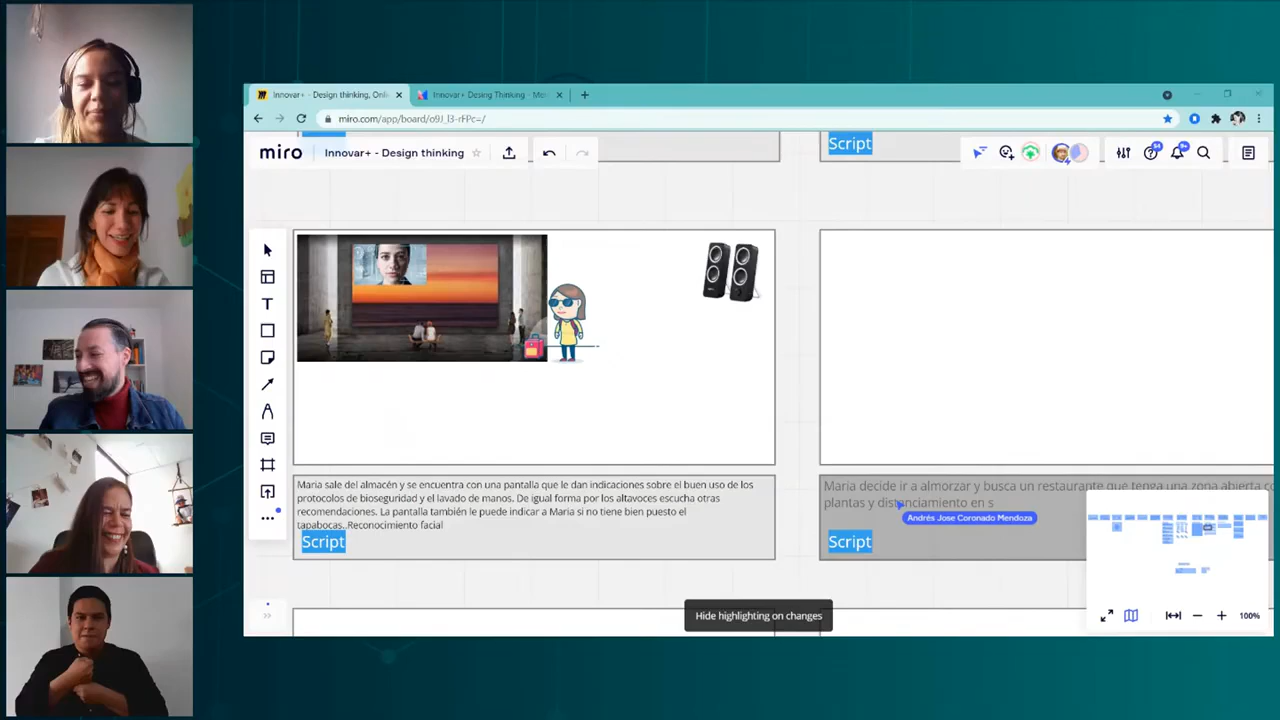 Innovar+ - Design thinking, Onli
Innovar+ Desing Thinking - Men
miro.com/app/board/o9J_l3-rFPc=/
Script
miro
Innovar+ - Design thinking
Maria sale del almacén y se encuentra con una pantalla que le dan indicaciones sobre el buen uso de los
protocolos de bioseguridad y el lavado de manos. De igual forma por los altavoces escucha otras
recomendaciones. La pantalla también le puede indicar a Maria si no tiene bien puesto el
tapabocas..Reconocimiento facial
Script
Maria decide ir a almorzar y busca un restaurante que tenga una zona abierta co
plantas y distanciamiento en s
Andrés Jose Coronado Mendoza
Script
Hide highlighting on changes
100%